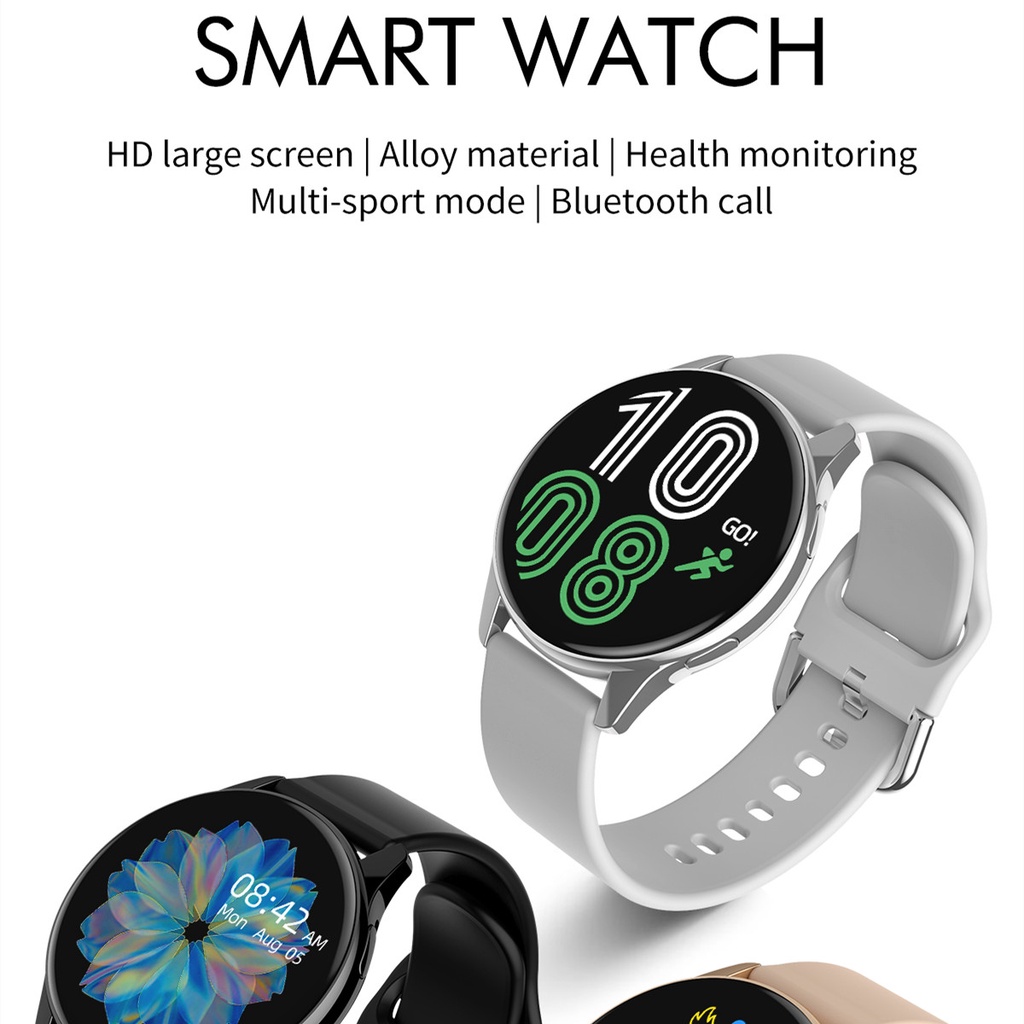 SMART WATCH
HD large screen | Alloy material | Health monitoring
Multi-sport mode | Bluetooth call
10
08
GO!
08:42 AM
Mon Aug 05